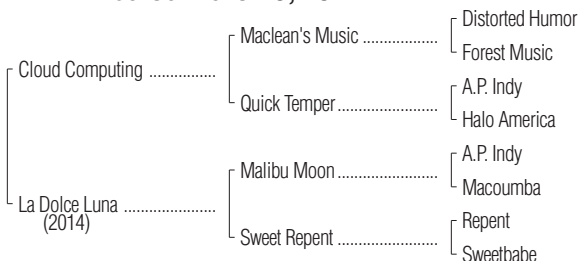 Distorted Humor
Maclean's Music ....................
Forest Music
Cloud Computing ................
A.P. Indy
Quick Temper...........................
Halo America
A.P. Indy
Malibu Moon...........................
Macoumba
La Dolce Luna ......................
(2014)
Repent
Sweet Repent ...........................
Sweetbabe